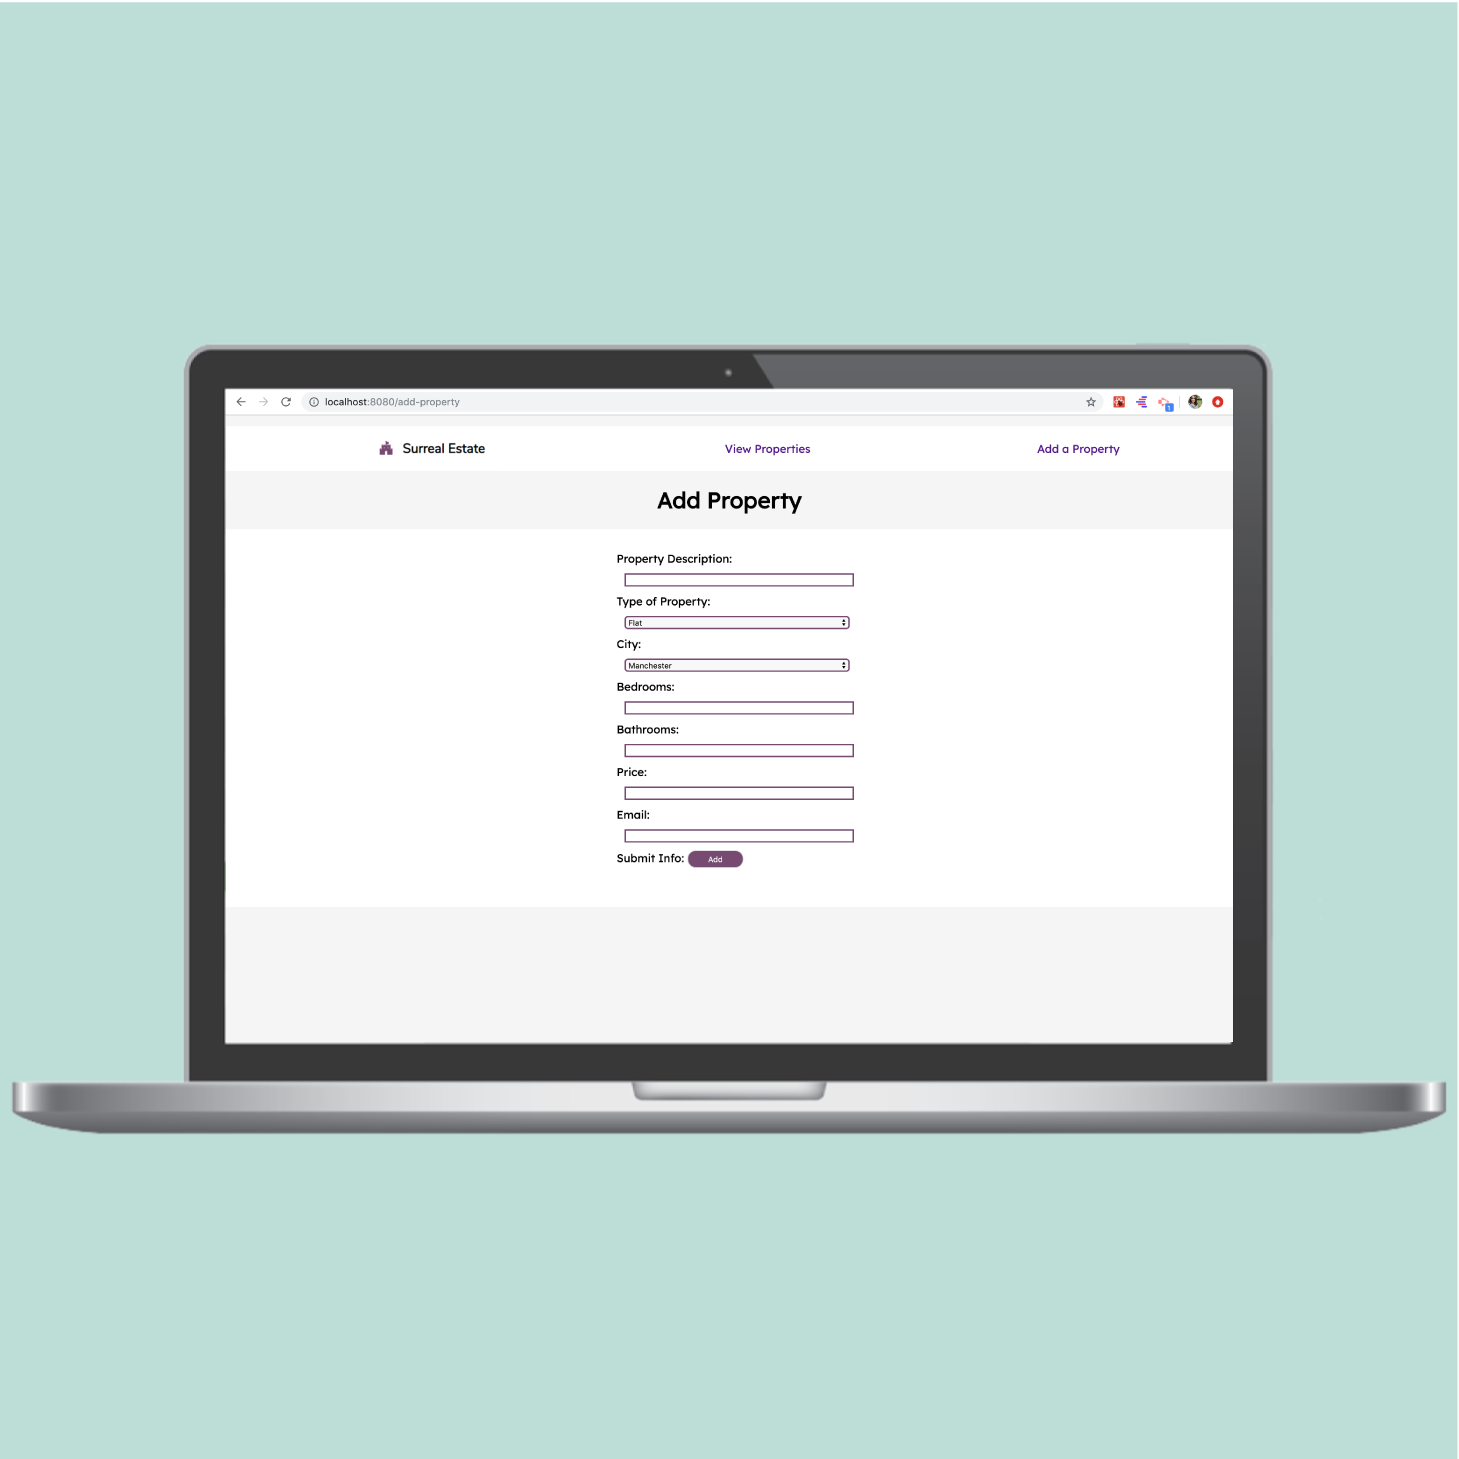 localhost:8080/add-property
1
Surreal Estate
View Properties
Add a Property
Add Property
Property Description:
Type of Property:
Flat
City:
Manchester
Bedrooms:
Bathrooms:
Price:
Email:
Submit Info: Add